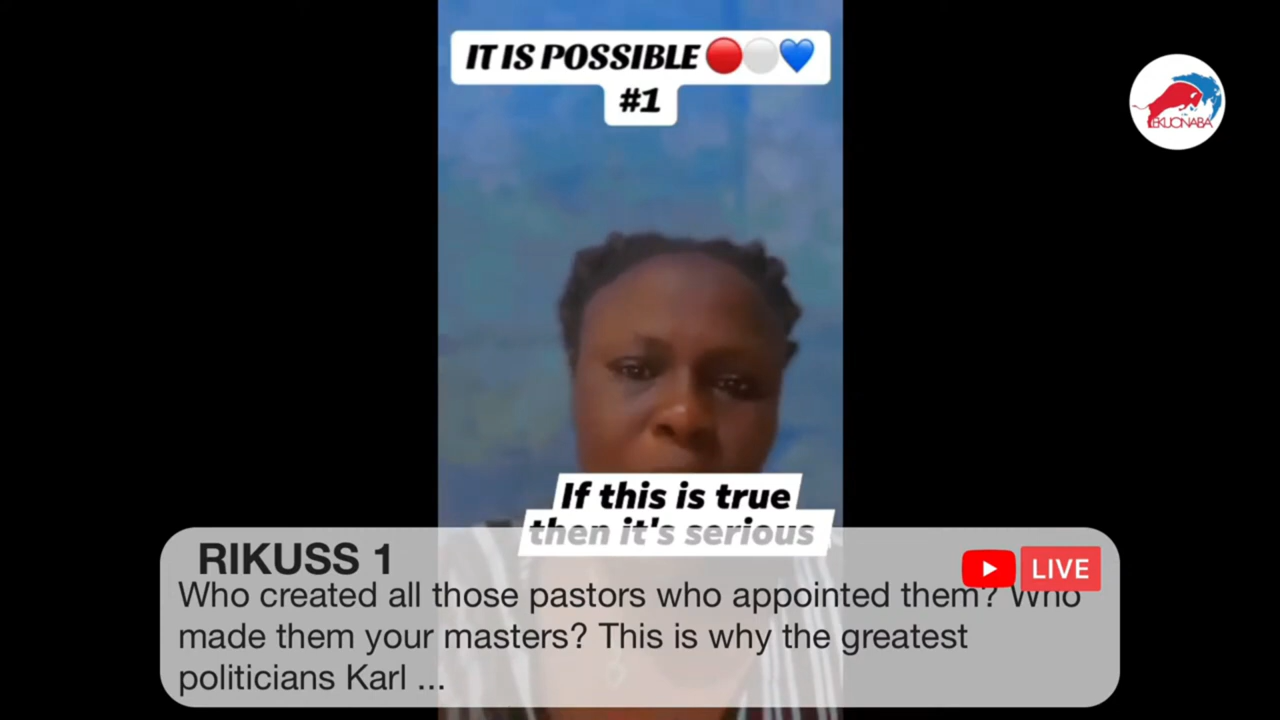 IT IS POSSIBLE 🔴⚪💙
#1
EKUONABA
If this is true
then it's serious
RIKUSS 1
LIVE
Who created all those pastors who appointed them? Who
made them your masters? This is why the greatest
politicians Karl ...